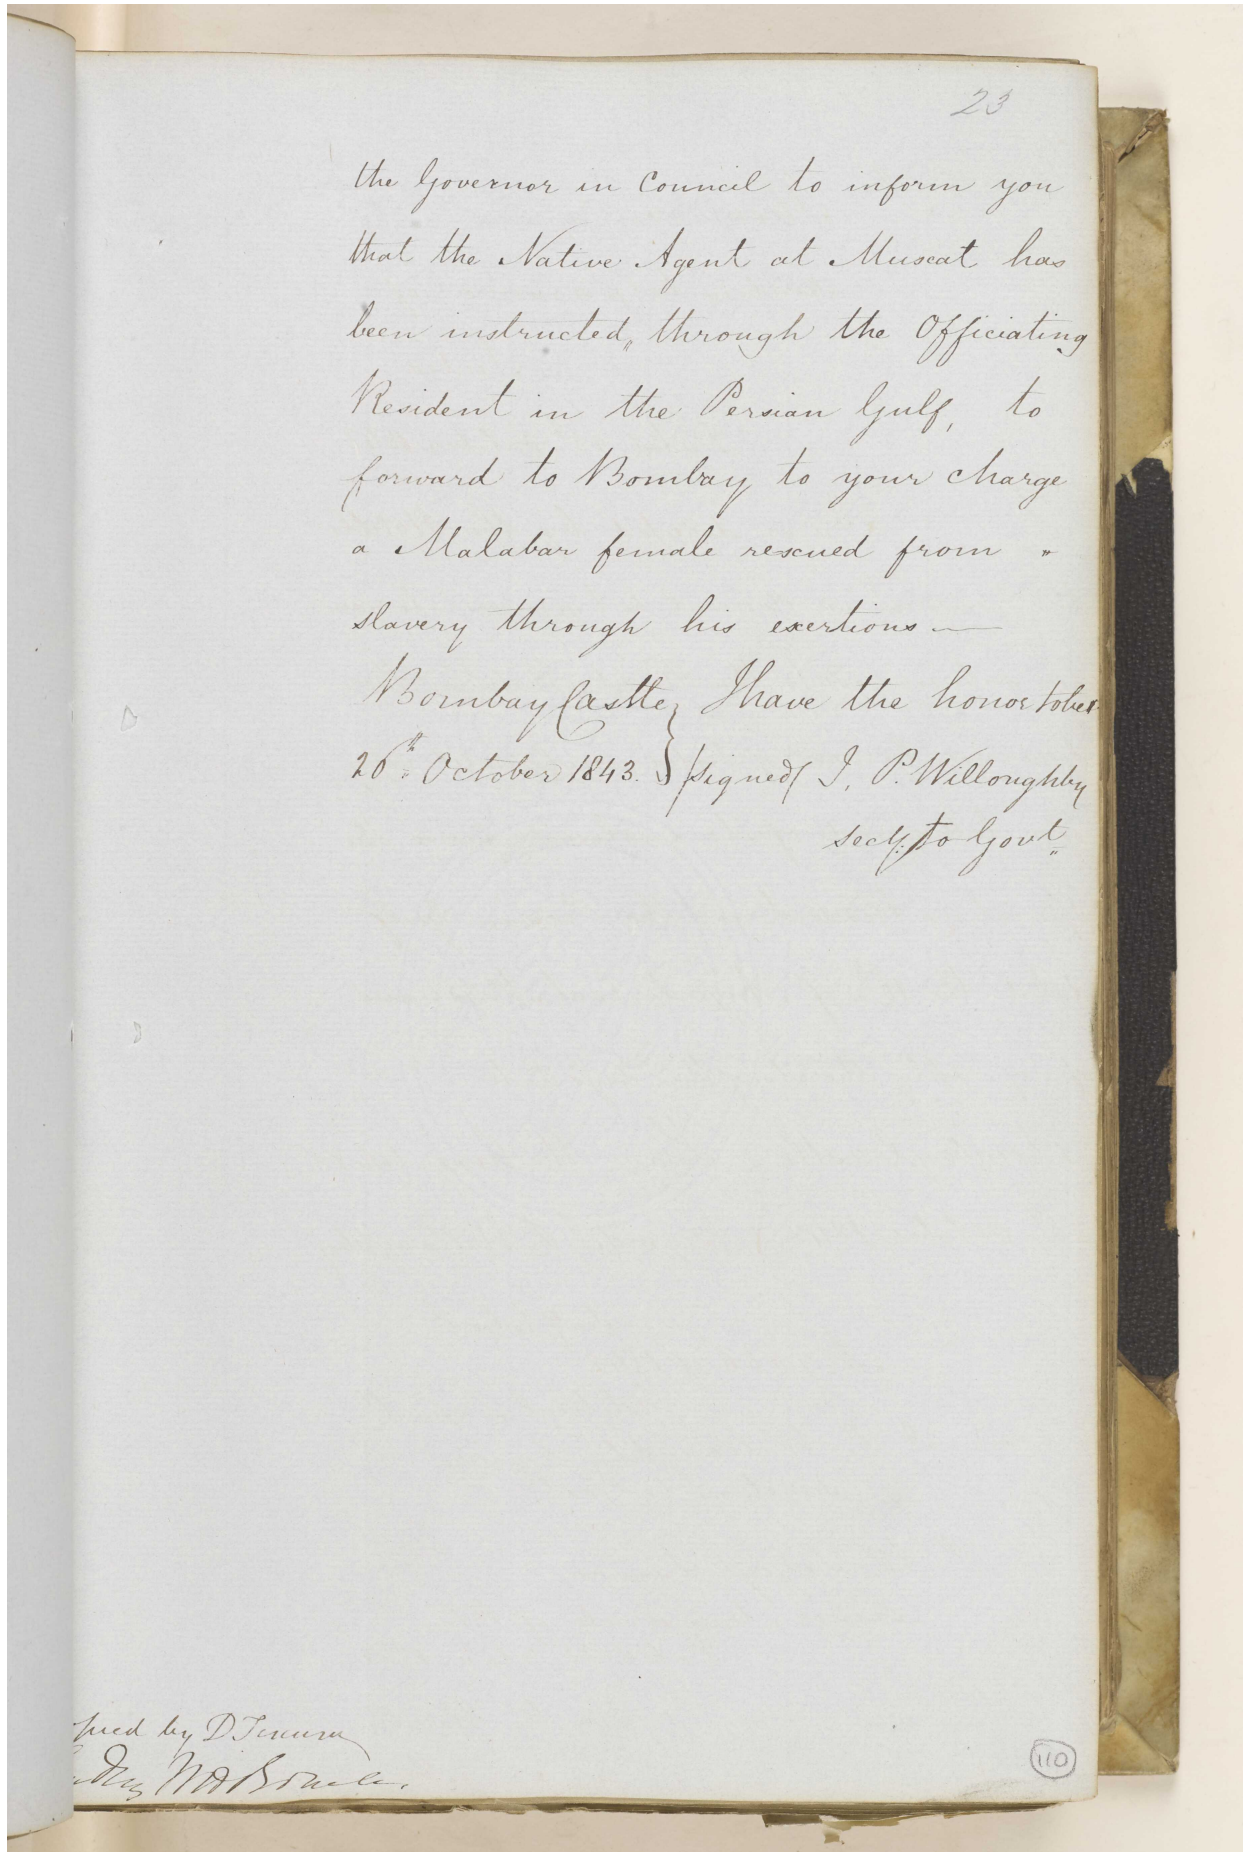 23
the Governor in Council to inform you
that the Native Agent at Muscat has
been instructed, through the Officiating
Resident in the Persian Gulf, to
forward to Bombay to your charge
a Malabar female rescued from "
slavery through his exertions —
Bombay Castle } I have the honor to be &
26th October 1843. } /signed/ J. P. Willoughby
Secy: to Govt
by D
110